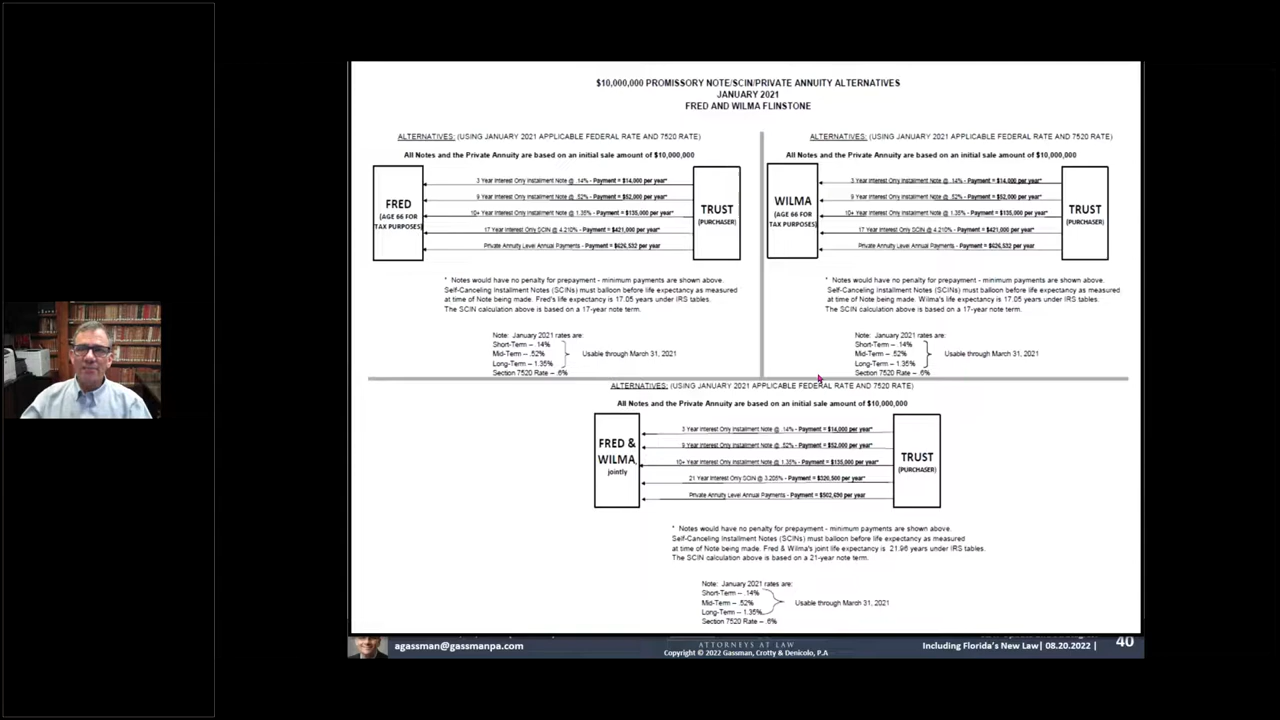 $10,000,000 PROMISSORY NOTE/SCIN/PRIVATE ANNUITY ALTERNATIVES
JANUARY 2021
FRED AND WILMA FLINSTONE
ALTERNATIVES: (USING JANUARY 2021 APPLICABLE FEDERAL RATE AND 7520 RATE)
All Notes and the Private Annuity are based on an initial sale amount of $10,000,000
FRED
(AGE 66 FOR
TAX PURPOSES)
3 Year Interest Only Installment Note @ .14% - Payment = $14,000 per year*
9 Year Interest Only Installment Note @ .52% - Payment = $52,000 per year*
10+ Year Interest Only Installment Note @ 1.35% - Payment = $135,000 per year*
17 Year Interest Only SCIN @ 4.210% - Payment = $421,000 per year*
Private Annuity Level Annual Payments - Payment = $626,532 per year
TRUST
(PURCHASER)
* Notes would have no penalty for prepayment - minimum payments are shown above.
Self-Canceling Installment Notes (SCINs) must balloon before life expectancy as measured
at time of Note being made. Fred's life expectancy is 17.05 years under IRS tables.
The SCIN calculation above is based on a 17-year note term.
Note: January 2021 rates are:
Short-Term – .14%
Mid-Term – .52%
Long-Term – 1.35%
Section 7520 Rate – .6%
Usable through March 31, 2021
ALTERNATIVES: (USING JANUARY 2021 APPLICABLE FEDERAL RATE AND 7520 RATE)
All Notes and the Private Annuity are based on an initial sale amount of $10,000,000
WILMA
(AGE 66 FOR
TAX PURPOSES)
3 Year Interest Only Installment Note @ .14% - Payment = $14,000 per year*
9 Year Interest Only Installment Note @ .52% - Payment = $52,000 per year*
10+ Year Interest Only Installment Note @ 1.35% - Payment = $135,000 per year*
17 Year Interest Only SCIN @ 4.210% - Payment = $421,000 per year*
Private Annuity Level Annual Payments - Payment = $626,532 per year
TRUST
(PURCHASER)
* Notes would have no penalty for prepayment - minimum payments are shown above.
Self-Canceling Installment Notes (SCINs) must balloon before life expectancy as measured
at time of Note being made. Wilma's life expectancy is 17.05 years under IRS tables.
The SCIN calculation above is based on a 17-year note term.
Note: January 2021 rates are:
Short-Term – .14%
Mid-Term – .52%
Long-Term – 1.35%
Section 7520 Rate – .6%
Usable through March 31, 2021
ALTERNATIVES: (USING JANUARY 2021 APPLICABLE FEDERAL RATE AND 7520 RATE)
All Notes and the Private Annuity are based on an initial sale amount of $10,000,000
FRED &
WILMA,
jointly
3 Year Interest Only Installment Note @ .14% - Payment = $14,000 per year*
9 Year Interest Only Installment Note @ .52% - Payment = $52,000 per year*
10+ Year Interest Only Installment Note @ 1.35% - Payment = $135,000 per year*
21 Year Interest Only SCIN @ 3.205% - Payment = $320,500 per year*
Private Annuity Level Annual Payments - Payment = per year
TRUST
(PURCHASER)
* Notes would have no penalty for prepayment - minimum payments are shown above.
Self-Canceling Installment Notes (SCINs) must balloon before life expectancy as measured
at time of Note being made. Fred & Wilma's joint life expectancy is 21.96 years under IRS tables.
The SCIN calculation above is based on a 21-year note term.
Note: January 2021 rates are:
Short-Term – .14%
Mid-Term – .52%
Long-Term – 1.35%
Section 7520 Rate – .6%
Usable through March 31, 2021
agassman@gassmanpa.com
ATTORNEYS AT LAW
Copyright © 2022 Gassman, Crotty & Denicolo, P.A
Including Florida's New Law| 08.20.2022 |
40